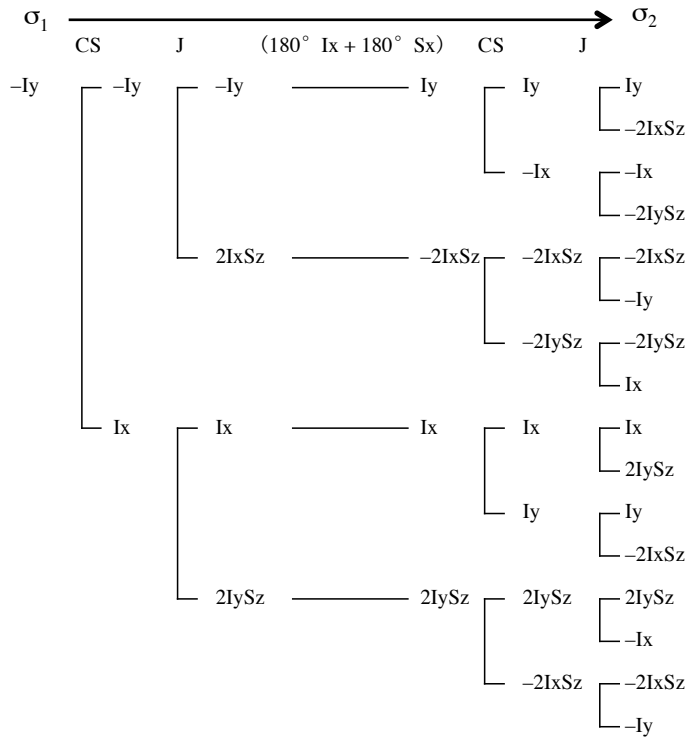 σ1 σ2
CS J (180° Ix + 180° Sx) CS J
–Iy –Iy –Iy Iy Iy Iy
–2IxSz
–Ix –Ix
–2IySz
2IxSz –2IxSz –2IxSz –2IxSz
–Iy
–2IySz –2IySz
Ix
Ix Ix Ix Ix Ix
2IySz
Iy Iy
–2IxSz
2IySz 2IySz 2IySz 2IySz
–Ix
–2IxSz –2IxSz
–Iy